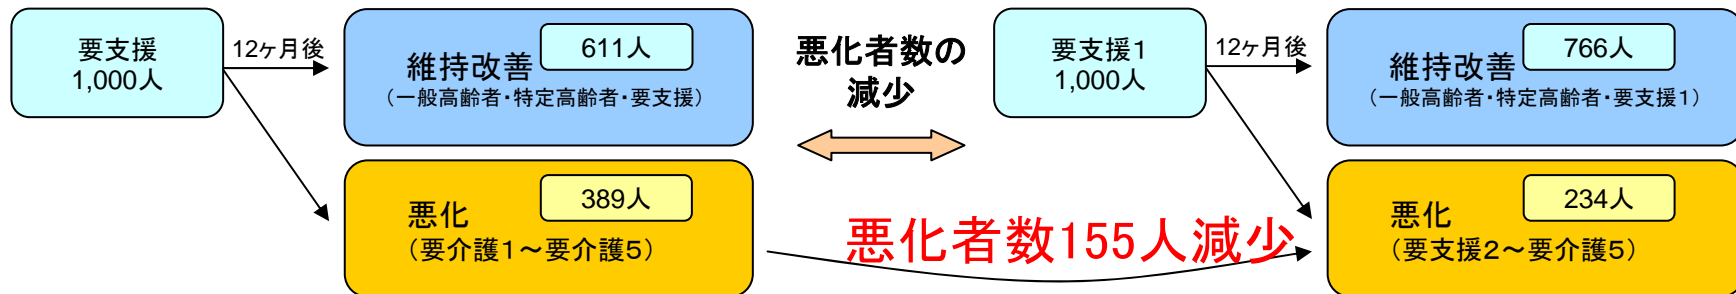 要支援
1,000人
12ヶ月後
維持改善
611人
(一般高齢者・特定高齢者・要支援)
悪化
389人
(要介護1～要介護5)
悪化者数の
減少
悪化者数155人減少
要支援1
1,000人
12ヶ月後
維持改善
766人
(一般高齢者・特定高齢者・要支援1)
悪化
234人
(要支援2～要介護5)